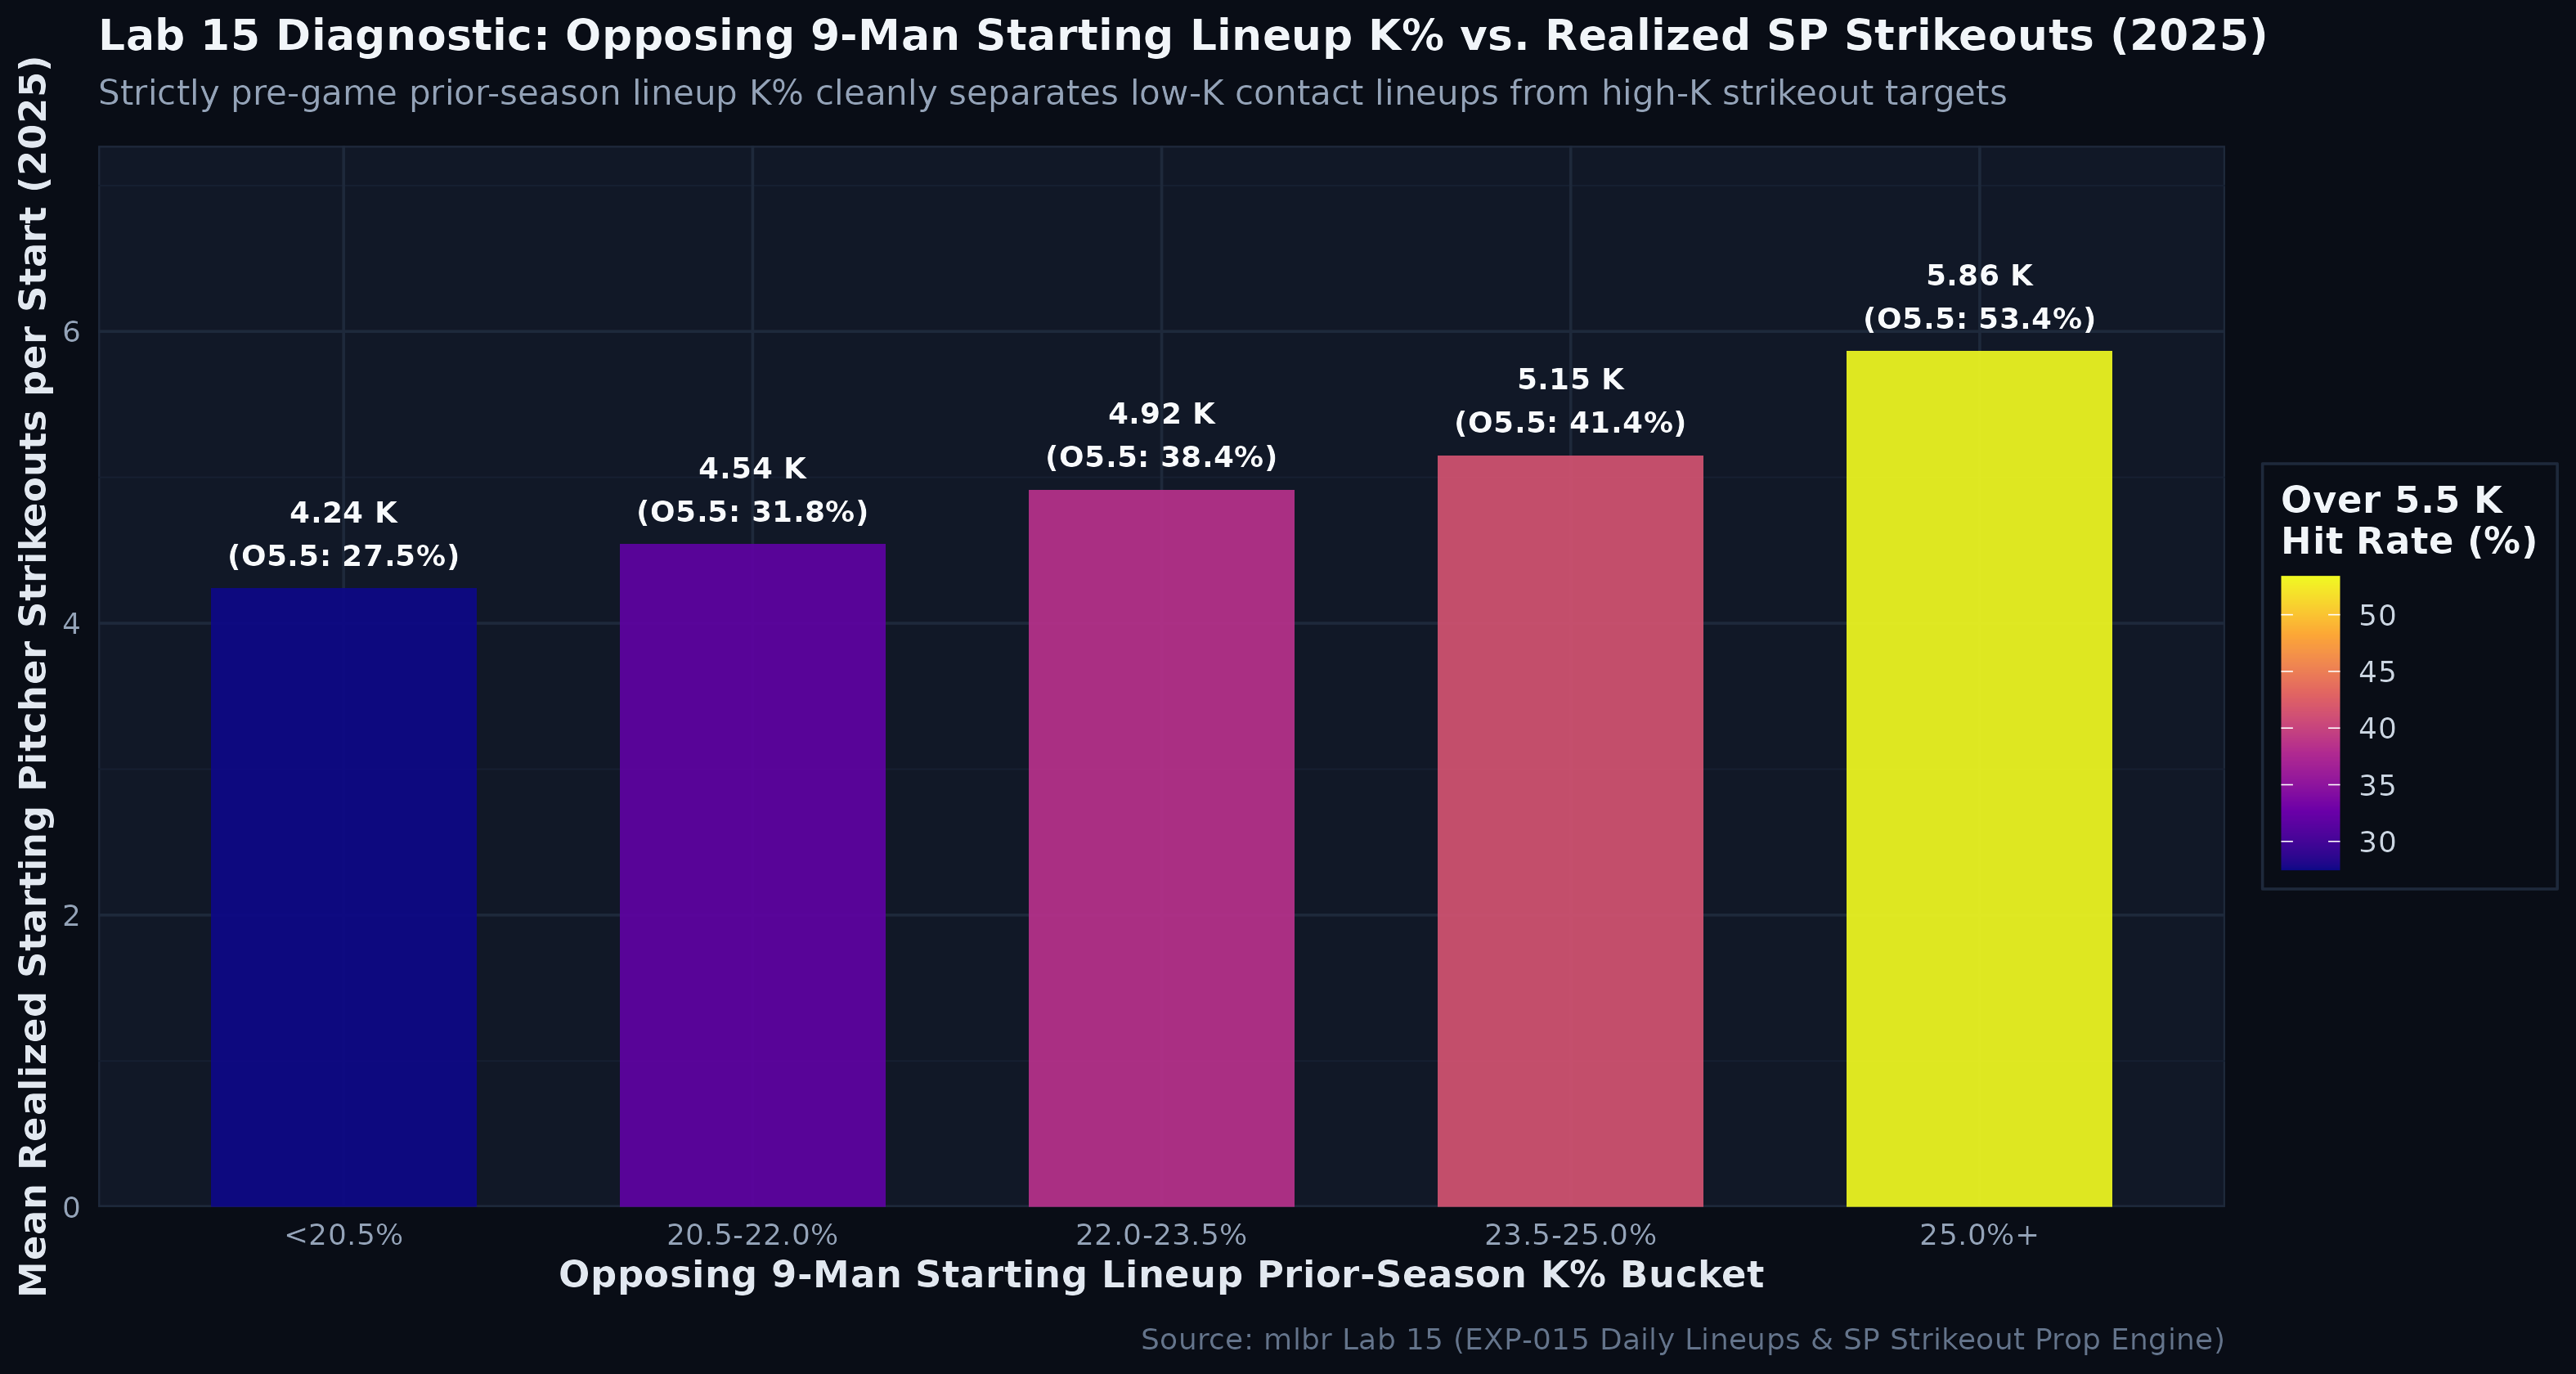 Lab 15 Diagnostic: Opposing 9-Man Starting Lineup K% vs. Realized SP Strikeouts (2025)
Strictly pre-game prior-season lineup K% cleanly separates low-K contact lineups from high-K strikeout targets
Mean Realized Starting Pitcher Strikeouts per Start (2025)
6
4
2
0
4.24 K
(O5.5: 27.5%)
4.54 K
(O5.5: 31.8%)
4.92 K
(O5.5: 38.4%)
5.15 K
(O5.5: 41.4%)
5.86 K
(O5.5: 53.4%)
<20.5%
20.5-22.0%
22.0-23.5%
23.5-25.0%
25.0%+
Opposing 9-Man Starting Lineup Prior-Season K% Bucket
Over 5.5 K
Hit Rate (%)
50
45
40
35
30
Source: mlbr Lab 15 (EXP-015 Daily Lineups & SP Strikeout Prop Engine)